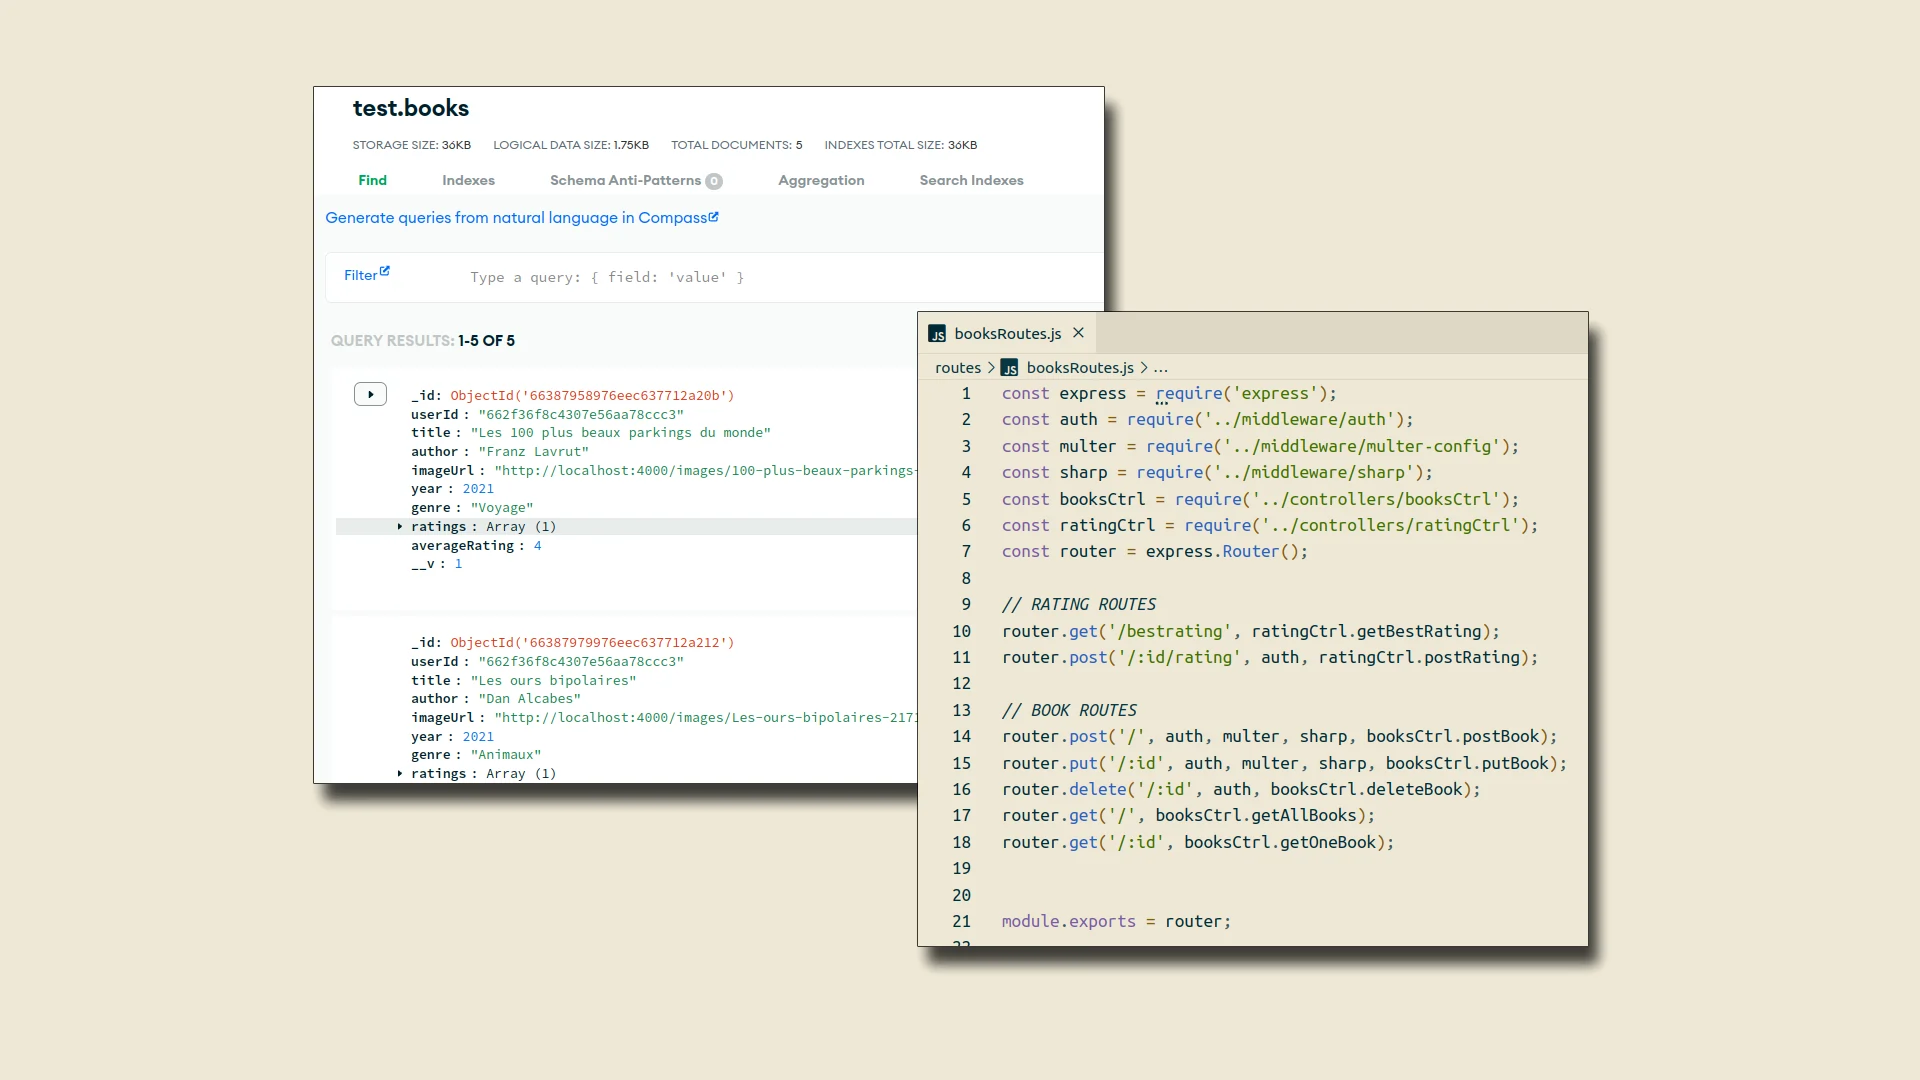 test.books
STORAGE SIZE: 36KB LOGICAL DATA SIZE: 1.75KB TOTAL DOCUMENTS: 5 INDEXES TOTAL SIZE: 36KB
Find Indexes Schema Anti-Patterns 0 Aggregation Search Indexes
Generate queries from natural language in Compass
Filter Type a query: { field: 'value' }
QUERY RESULTS: 1-5 OF 5
_id: ObjectId('66387958976eec637712a20b')
userId : "662f36f8c4307e56aa78ccc3"
title : "Les 100 plus beaux parkings du monde"
author : "Franz Lavrut"
imageUrl : "http://localhost:4000/images/100-plus-beaux-parkings-
year : 2021
genre : "Voyage"
ratings : Array (1)
averageRating : 4
__v : 1
_id: ObjectId('66387979976eec637712a212')
userId : "662f36f8c4307e56aa78ccc3"
title : "Les ours bipolaires"
author : "Dan Alcabes"
imageUrl : "http://localhost:4000/images/Les-ours-bipolaires-2171
year : 2021
genre : "Animaux"
ratings : Array (1)
JS booksRoutes.js ×
routes > JS booksRoutes.js > ...
1 const express = require('express');
2 const auth = require('../middleware/auth');
3 const multer = require('../middleware/multer-config');
4 const sharp = require('../middleware/sharp');
5 const booksCtrl = require('../controllers/booksCtrl');
6 const ratingCtrl = require('../controllers/ratingCtrl');
7 const router = express.Router();
8
9 // RATING ROUTES
10 router.get('/bestrating', ratingCtrl.getBestRating);
11 router.post('/:id/rating', auth, ratingCtrl.postRating);
12
13 // BOOK ROUTES
14 router.post('/', auth, multer, sharp, booksCtrl.postBook);
15 router.put('/:id', auth, multer, sharp, booksCtrl.putBook);
16 router.delete('/:id', auth, booksCtrl.deleteBook);
17 router.get('/', booksCtrl.getAllBooks);
18 router.get('/:id', booksCtrl.getOneBook);
19
20
21 module.exports = router;
22